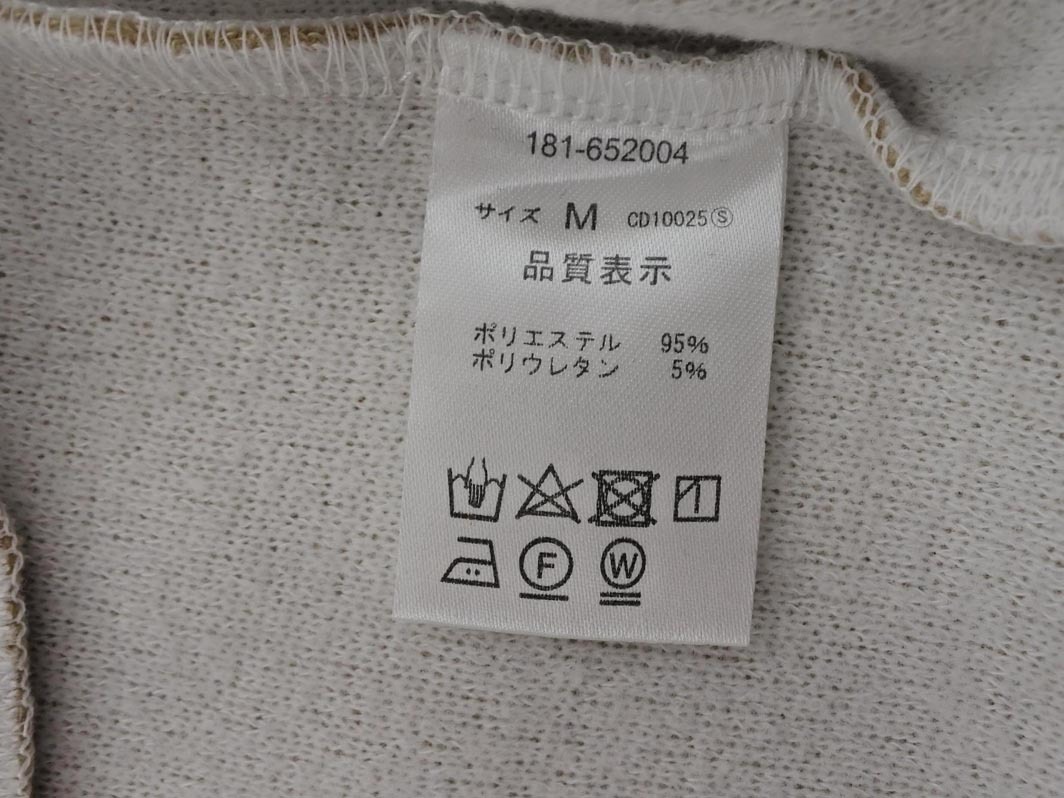 181-652004
サイズ M CD10025Ⓢ
品質表示
ポリエステル 95%
ポリウレタン 5%
Ⓕ Ⓦ